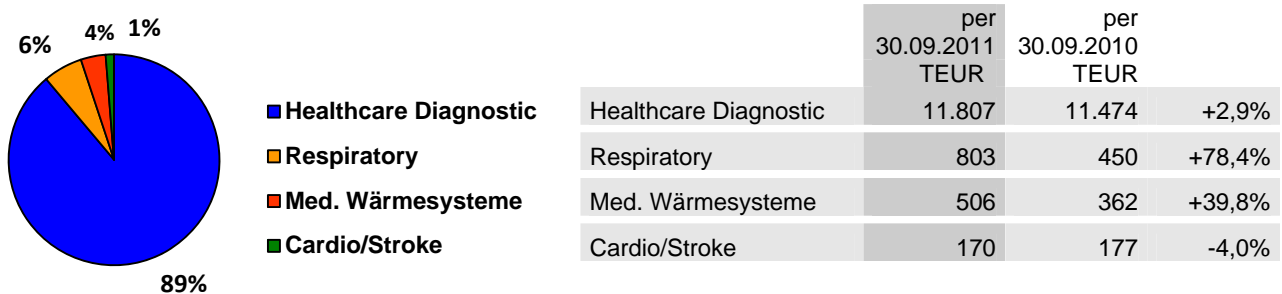 6% 4% 1%
89%
Healthcare Diagnostic
Respiratory
Med. Wärmesysteme
Cardio/Stroke
per per
30.09.2011 30.09.2010
TEUR TEUR
Healthcare Diagnostic 11.807 11.474 +2,9%
Respiratory 803 450 +78,4%
Med. Wärmesysteme 506 362 +39,8%
Cardio/Stroke 170 177 -4,0%